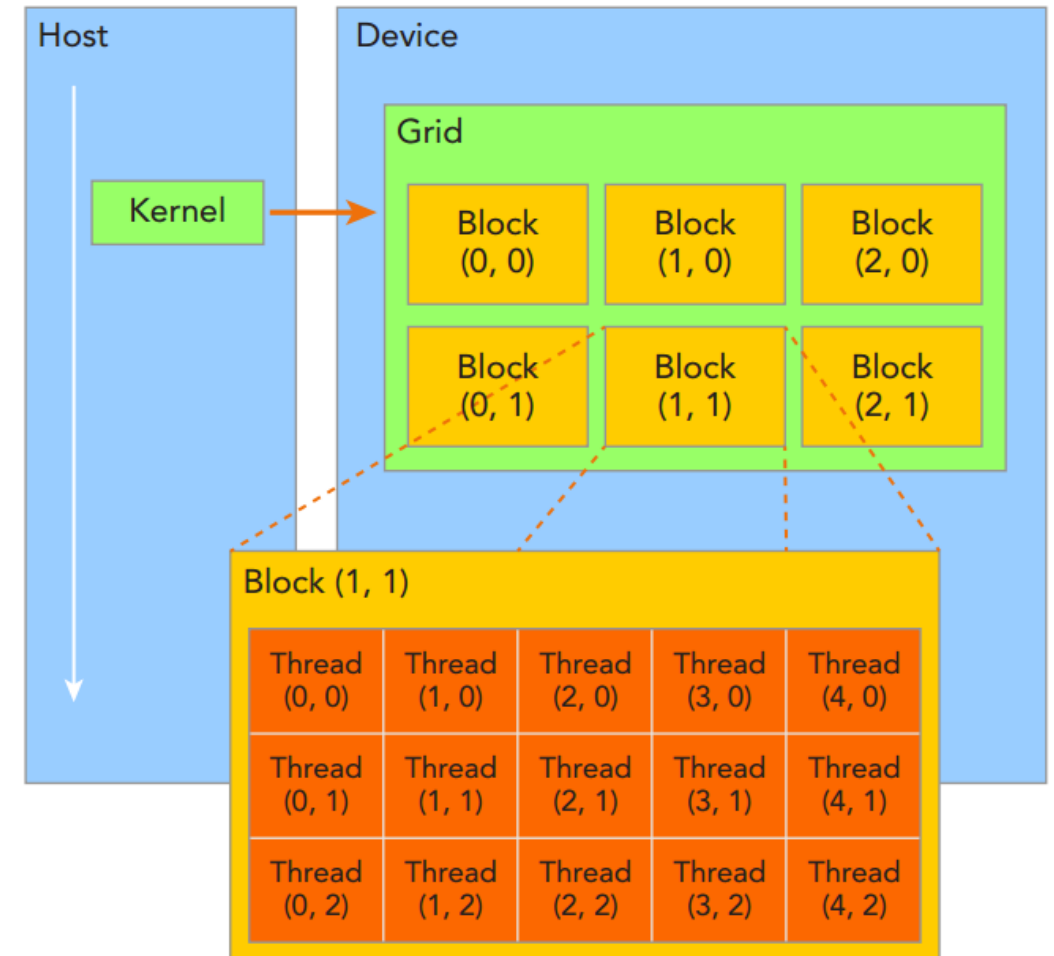 Host
Device
Grid
Kernel
Block
(0, 0)
Block
(1, 0)
Block
(2, 0)
Block
(0, 1)
Block
(1, 1)
Block
(2, 1)
Block (1, 1)
Thread
(0, 0)
Thread
(1, 0)
Thread
(2, 0)
Thread
(3, 0)
Thread
(4, 0)
Thread
(0, 1)
Thread
(1, 1)
Thread
(2, 1)
Thread
(3, 1)
Thread
(4, 1)
Thread
(0, 2)
Thread
(1, 2)
Thread
(2, 2)
Thread
(3, 2)
Thread
(4, 2)